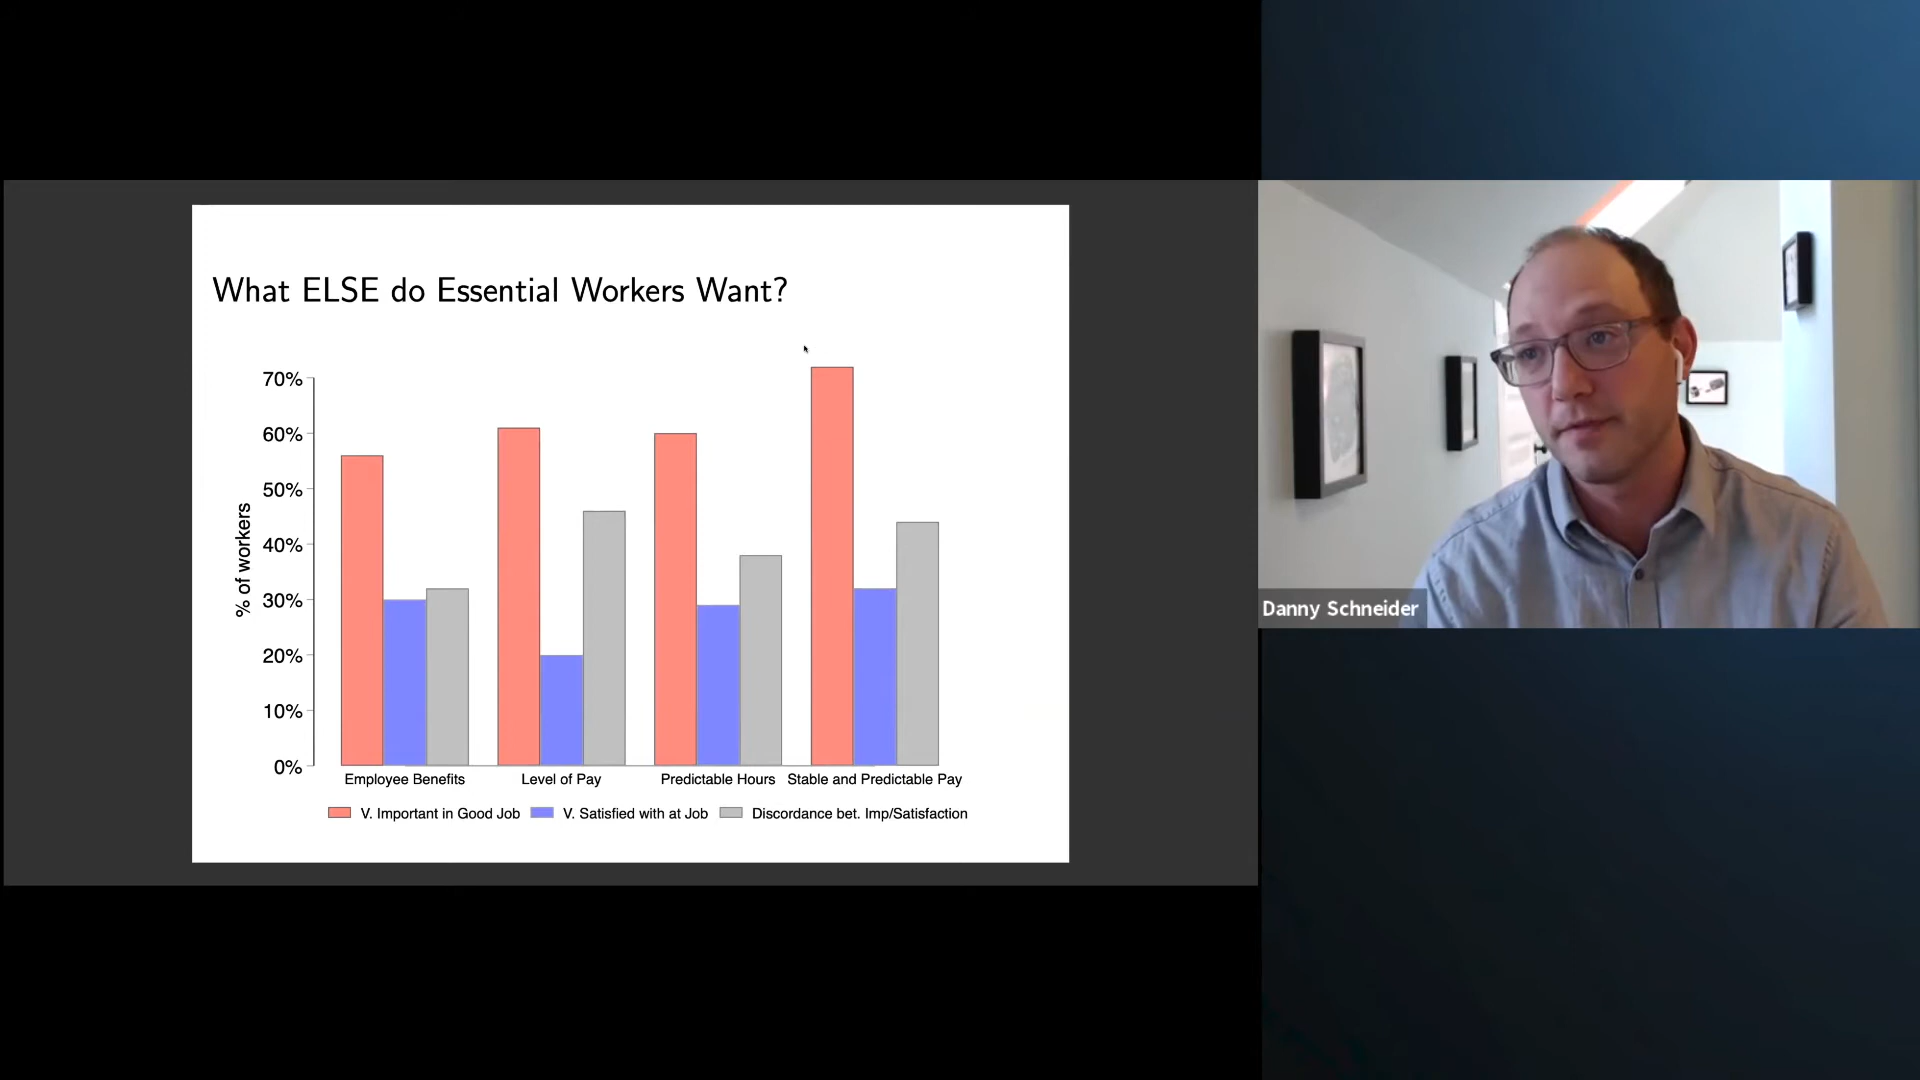 What ELSE do Essential Workers Want?
70%
60%
50%
40%
30%
20%
10%
0%
% of workers
Employee Benefits
Level of Pay
Predictable Hours
Stable and Predictable Pay
V. Important in Good Job
V. Satisfied with at Job
Discordance bet. Imp/Satisfaction
Danny Schneider